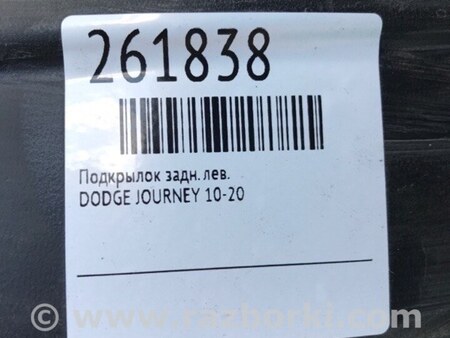 261838
Подкрылок задн. лев.
DODGE JOURNEY 10-20
© www.razborki.com